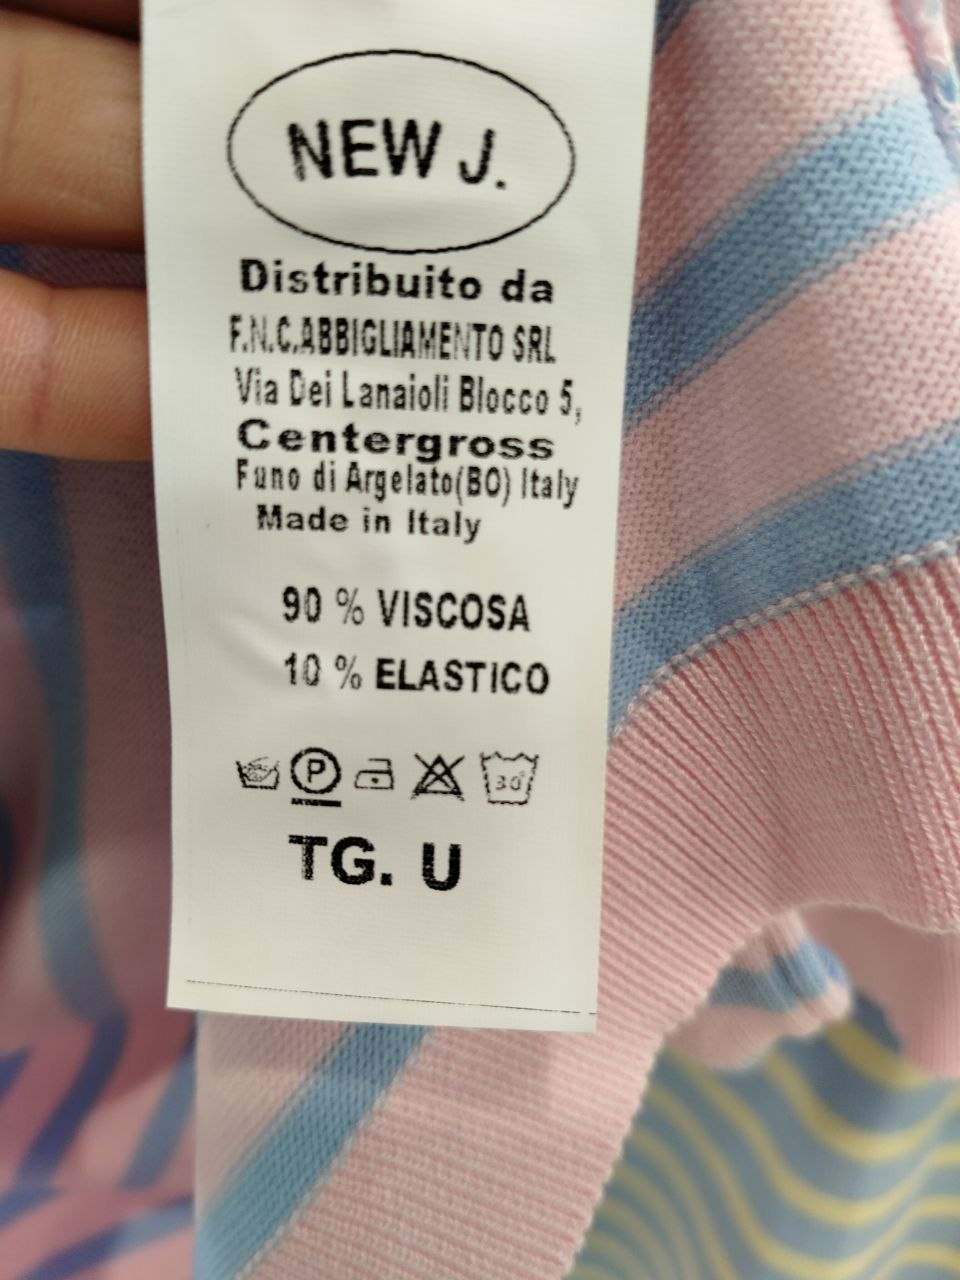 NEW J.
Distribuito da
F.N.C.ABBIGLIAMENTO SRL
Via Dei Lanaioli Blocco 5,
Centergross
Funo di Argelato(BO) Italy
Made in Italy
90 % VISCOSA
10 % ELASTICO
P 30°
TG. U